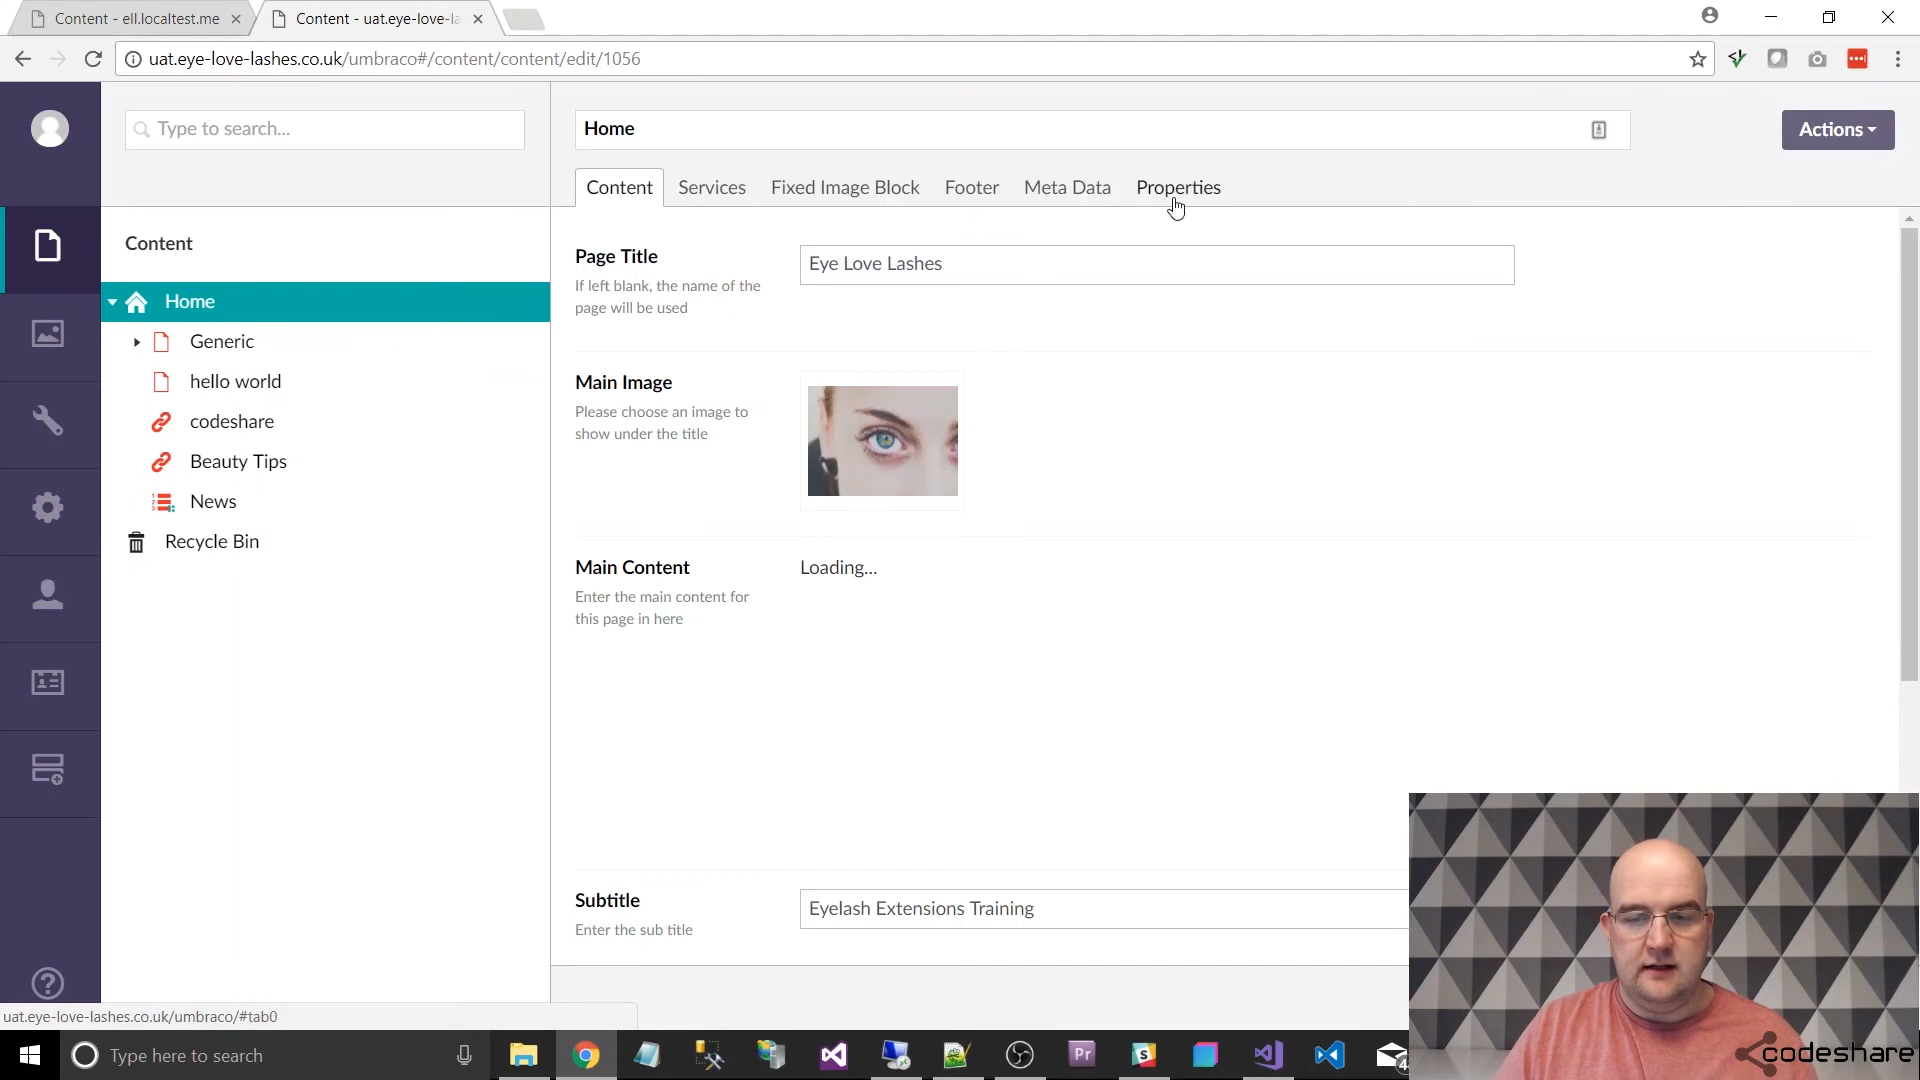 Content - ell.localtest.me
Content - uat.eye-love-la
uat.eye-love-lashes.co.uk/umbraco#/content/content/edit/1056
Type to search...
Home
Actions
Content
Services
Fixed Image Block
Footer
Meta Data
Properties
Content
Home
Generic
hello world
codeshare
Beauty Tips
News
Recycle Bin
Page Title
If left blank, the name of the
page will be used
Eye Love Lashes
Main Image
Please choose an image to
show under the title
Main Content
Enter the main content for
this page in here
Loading...
Subtitle
Enter the sub title
Eyelash Extensions Training
uat.eye-love-lashes.co.uk/umbraco/#tab0
Type here to search
Pr
S
4
codeshare